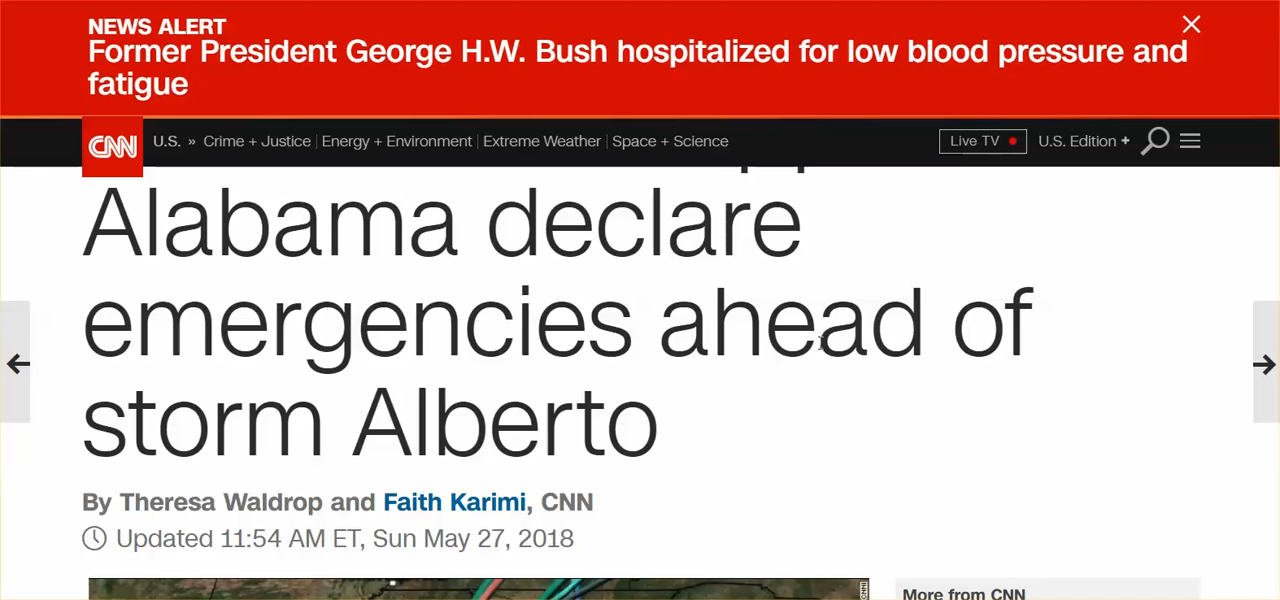 NEWS ALERT
Former President George H.W. Bush hospitalized for low blood pressure and
fatigue
CNN U.S. » Crime + Justice Energy + Environment Extreme Weather Space + Science Live TV U.S. Edition +
Alabama declare
emergencies ahead of
storm Alberto
By Theresa Waldrop and Faith Karimi, CNN
Updated 11:54 AM ET, Sun May 27, 2018
CNN
More from CNN